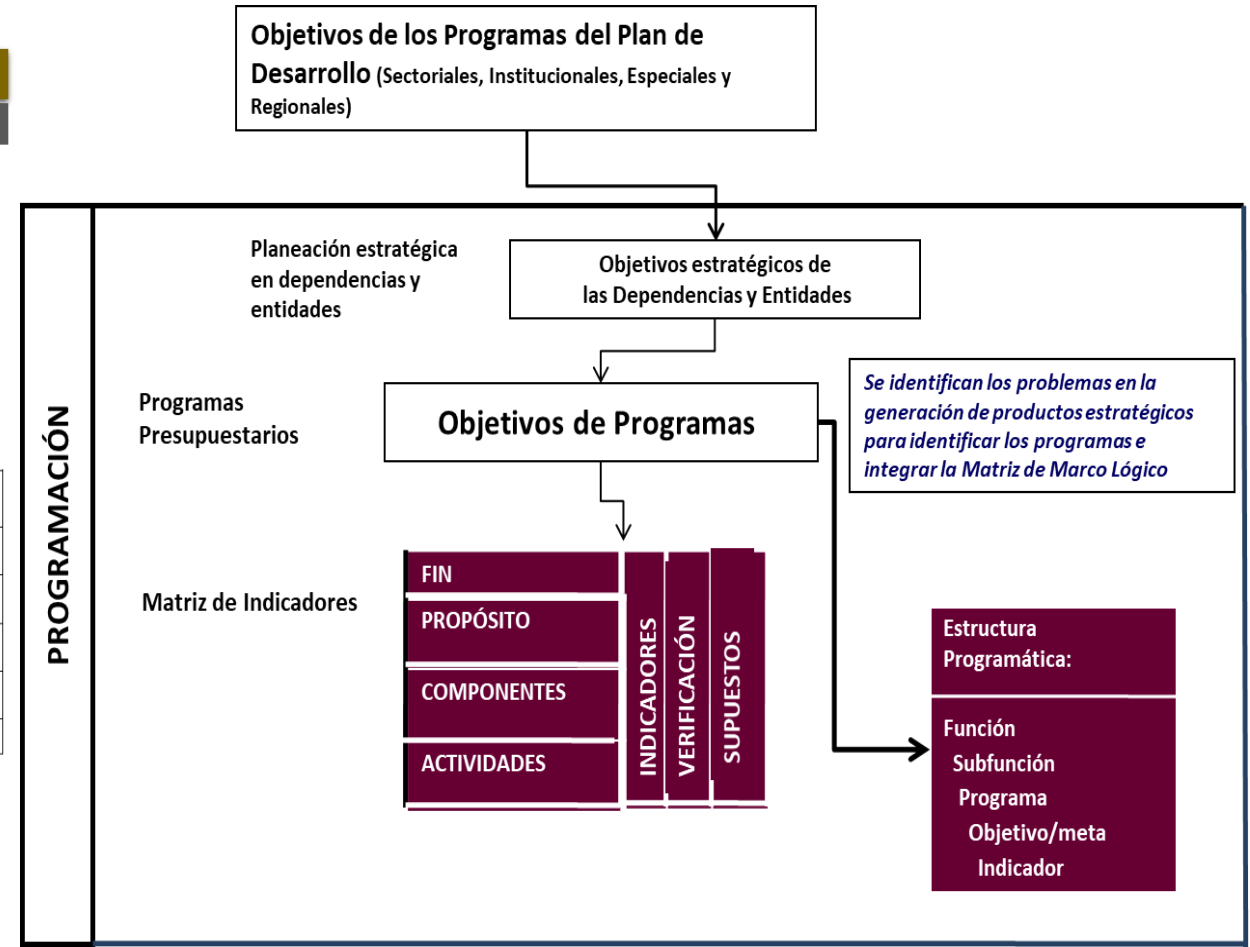 Objetivos de los Programas del Plan de
Desarrollo (Sectoriales, Institucionales, Especiales y
Regionales)
PROGRAMACIÓN
Planeación estratégica
en dependencias y
entidades
Objetivos estratégicos de
las Dependencias y Entidades
Programas
Presupuestarios
Objetivos de Programas
Se identifican los problemas en la
generación de productos estratégicos
para identificar los programas e
integrar la Matriz de Marco Lógico
Matriz de Indicadores
FIN
PROPÓSITO
COMPONENTES
ACTIVIDADES
INDICADORES
VERIFICACIÓN
SUPUESTOS
Estructura
Programática:
Función
Subfunción
Programa
Objetivo/meta
Indicador